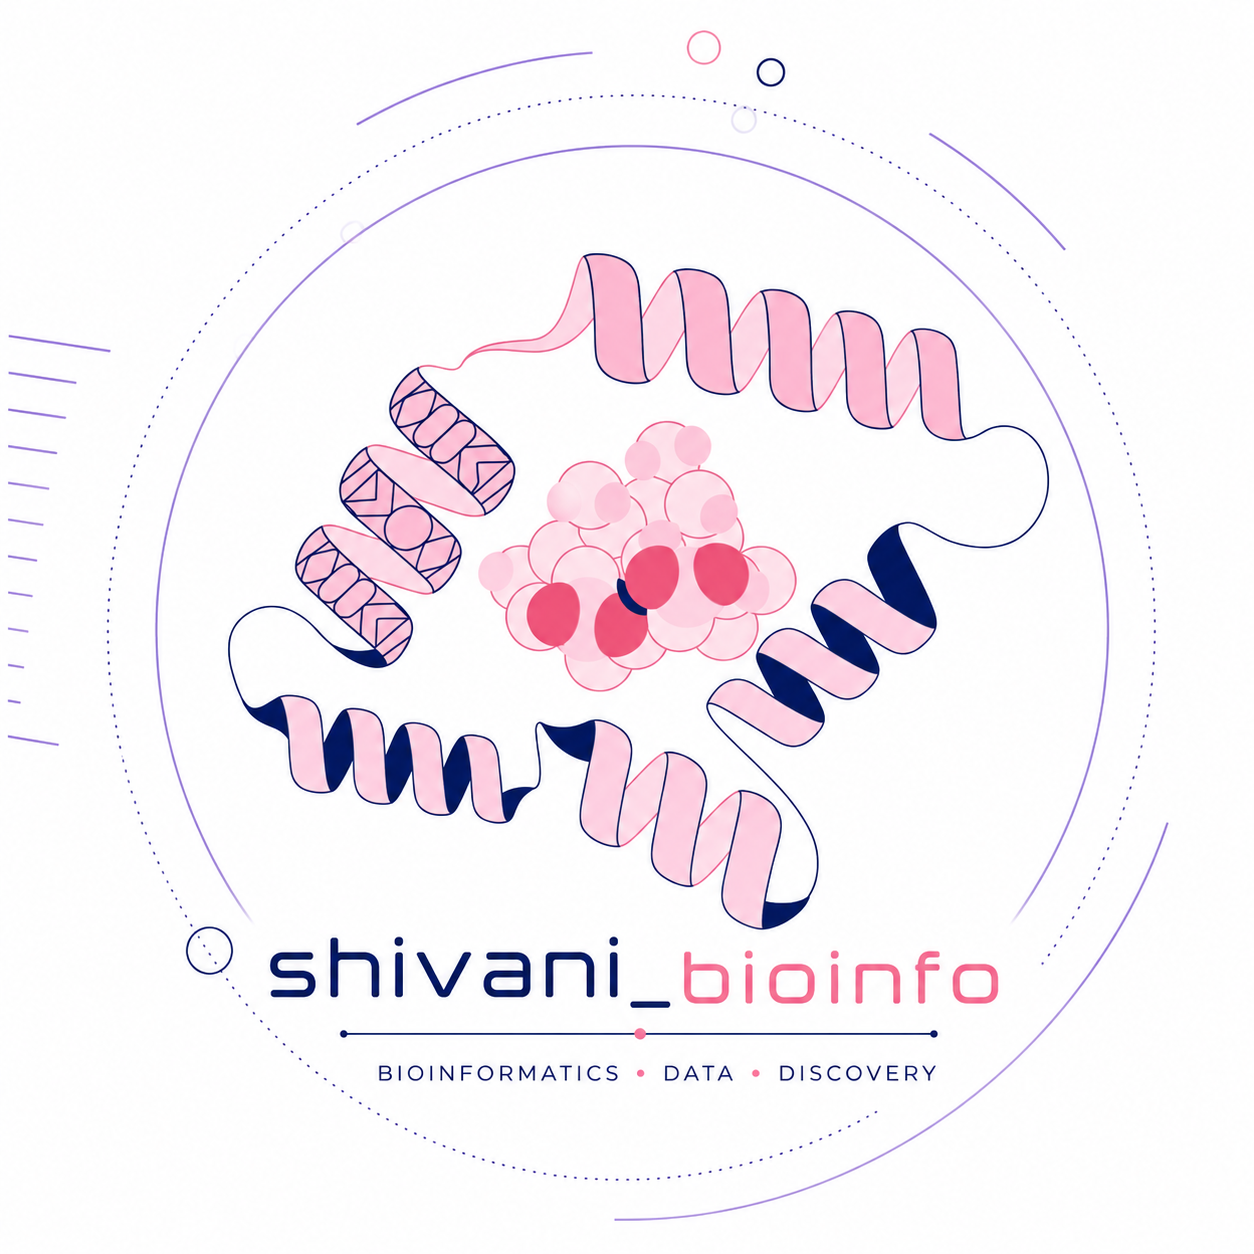 shivani_bioinfo
BIOINFORMATICS • DATA • DISCOVERY